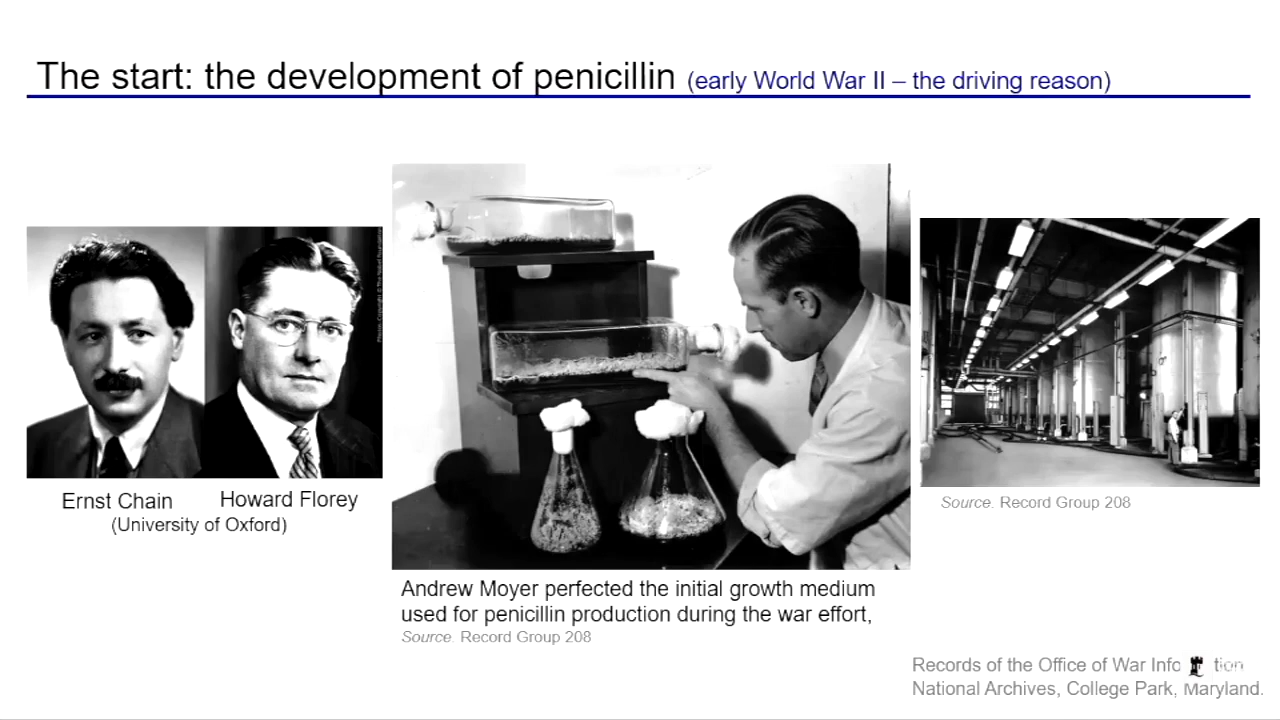 The start: the development of penicillin (early World War II – the driving reason)
Ernst Chain
Howard Florey
(University of Oxford)
Andrew Moyer perfected the initial growth medium
used for penicillin production during the war effort,
Source. Record Group 208
Source. Record Group 208
Records of the Office of War
National Archives, College Park, Maryland.